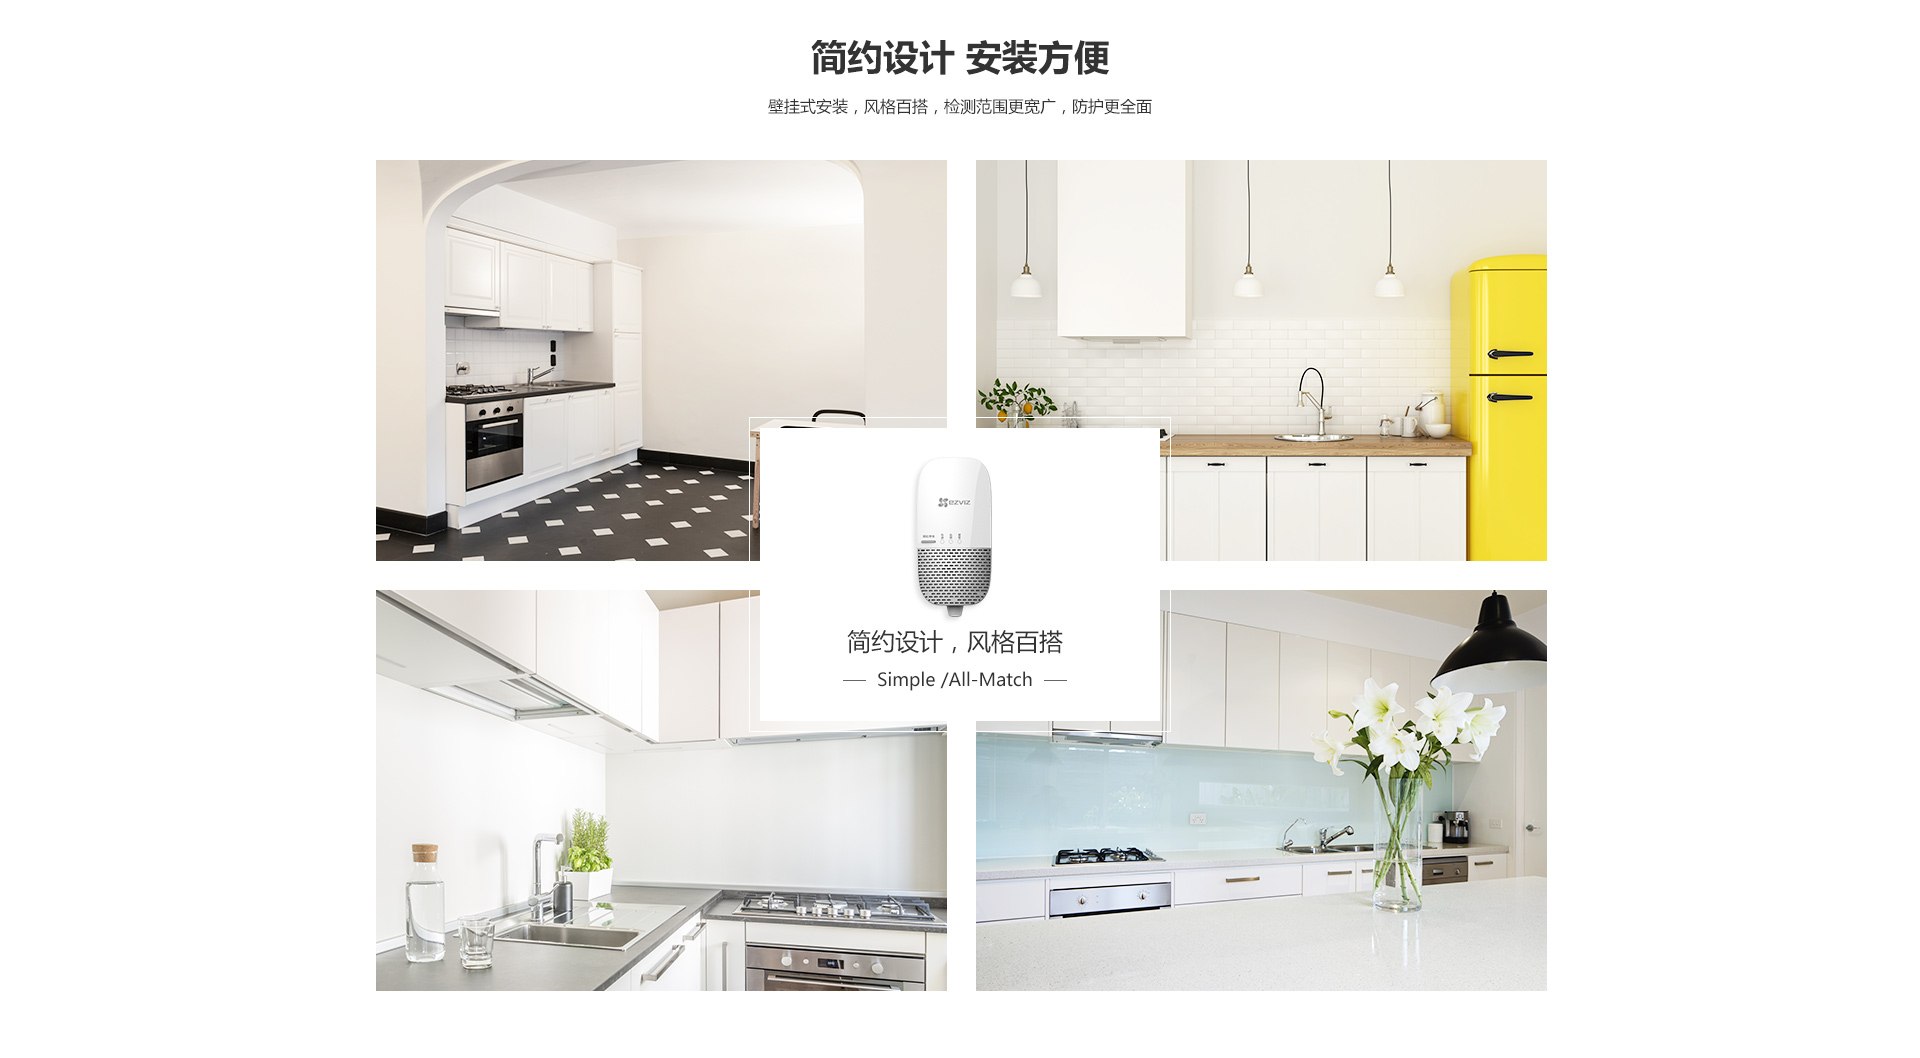 简约设计 安装方便
壁挂式安装，风格百搭，检测范围更宽广，防护更全面
EZVIZ
简约设计，风格百搭
Simple /All-Match